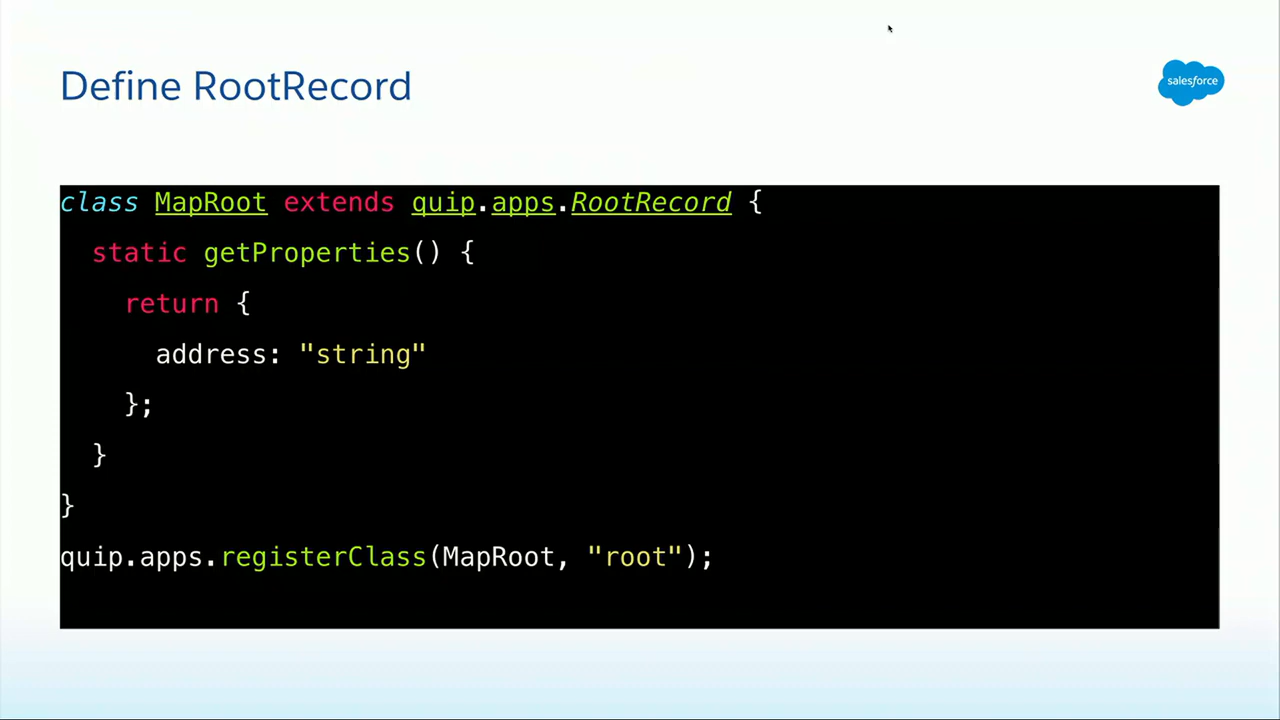 Define RootRecord
salesforce
class MapRoot extends quip.apps.RootRecord {
  static getProperties() {
    return {
      address: "string"
    };
  }
}
quip.apps.registerClass(MapRoot, "root");